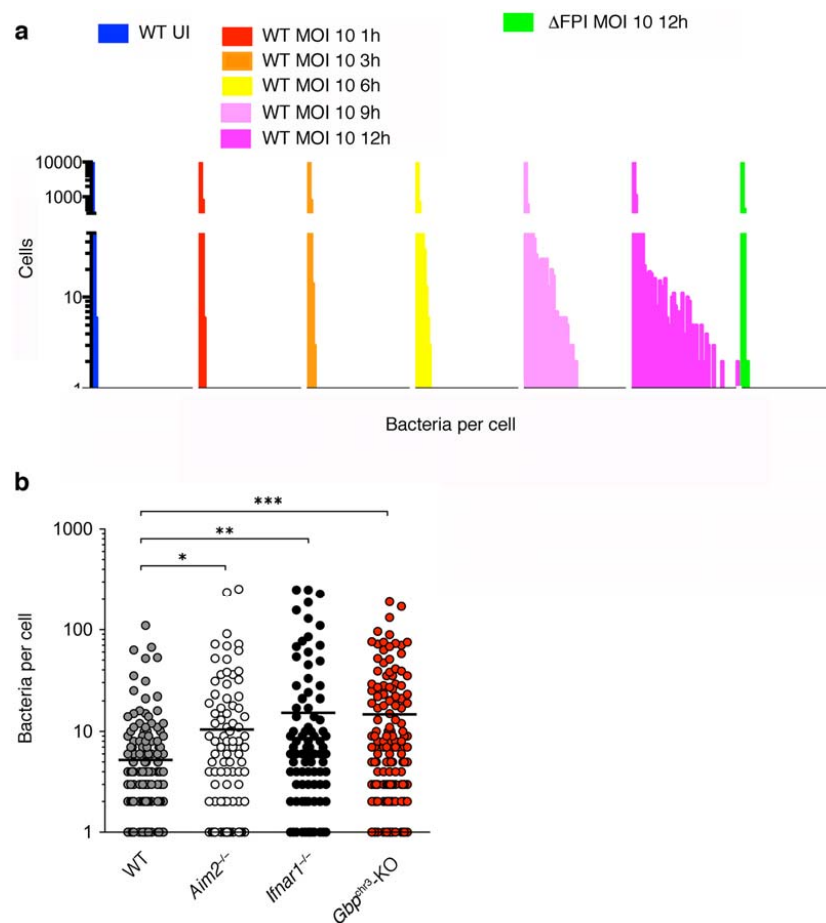 a
WT UI
WT MOI 10 1h
WT MOI 10 3h
WT MOI 10 6h
WT MOI 10 9h
WT MOI 10 12h
ΔFPI MOI 10 12h
10000
1000
10
1
Cells
Bacteria per cell
b
***
**
*
1000
100
10
1
Bacteria per cell
WT
Aim2–/–
Ifnar1–/–
Gbpchr3-KO